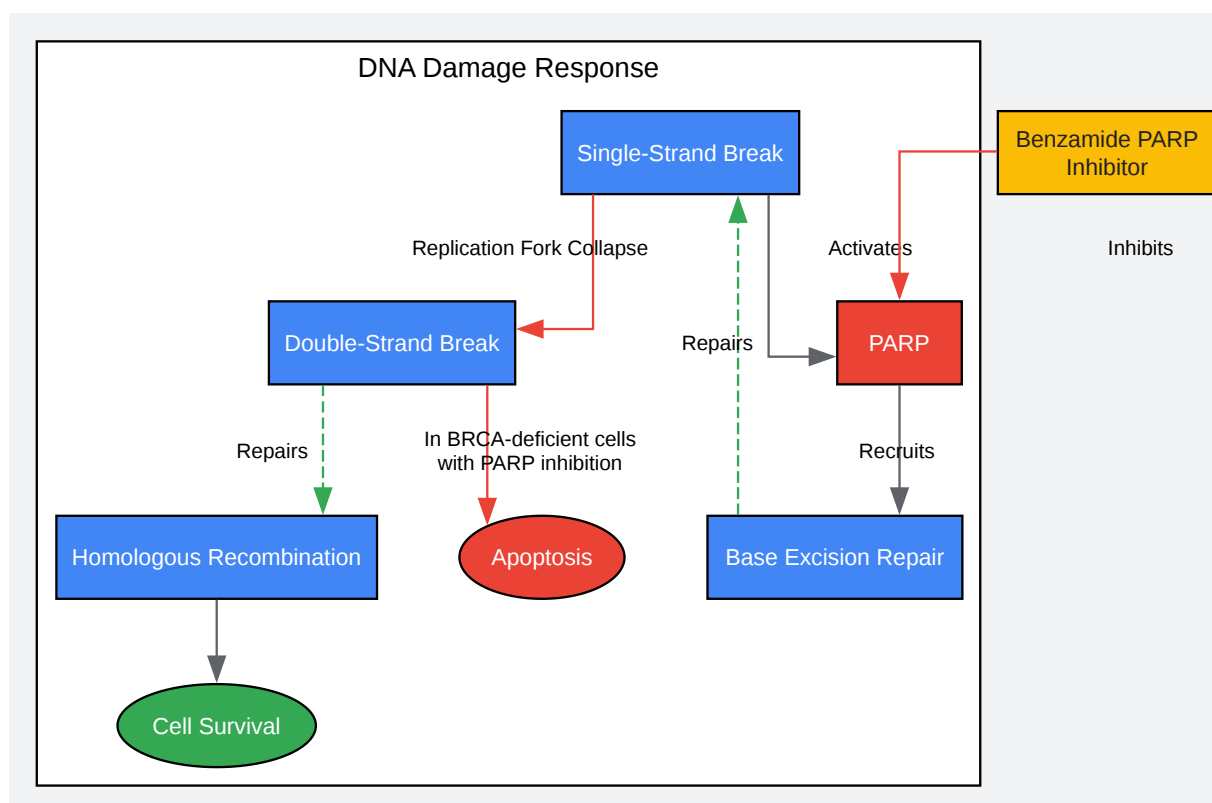 DNA Damage Response
Single-Strand Break
Benzamide PARP
Inhibitor
Replication Fork Collapse
Activates
Inhibits
Double-Strand Break
Repairs
PARP
Repairs
In BRCA-deficient cells
with PARP inhibition
Recruits
Homologous Recombination
Apoptosis
Base Excision Repair
Cell Survival